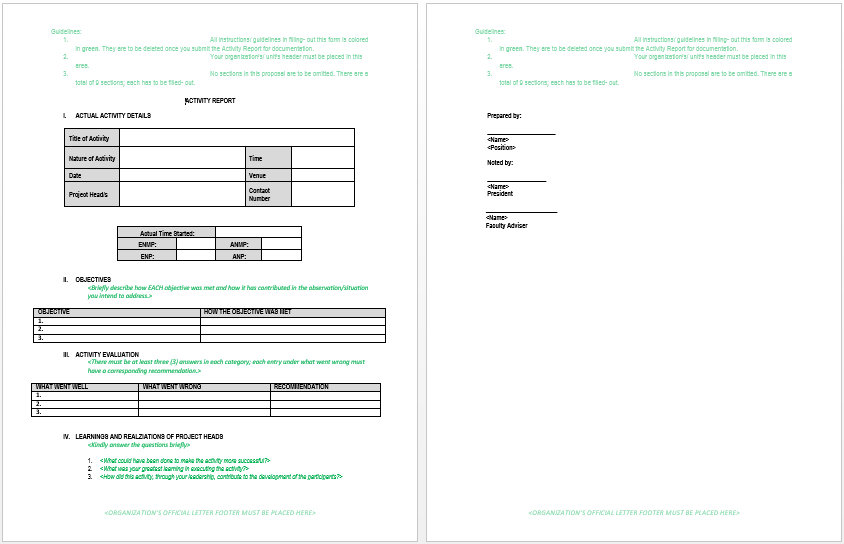 Guidelines:
1. All instructions/ guidelines in filling- out this form is colored
in green. They are to be deleted once you submit the Activity Report for documentation.
2. Your organization/ unit's header must be placed in this
area.
3. No sections in this proposal are to be omitted. There are a
total of 9 sections; each has to be filled- out.
ACTIVITY REPORT
I. ACTUAL ACTIVITY DETAILS
Title of Activity
Nature of Activity Time
Date Venue
Project Head/s Contact
Number
Actual Time Started:
ENMP: ANMP:
ENP: ANP:
II. OBJECTIVES
<Briefly describe how EACH objective was met and how it has contributed in the observation/situation
you intend to address.>
OBJECTIVE HOW THE OBJECTIVE WAS MET
1.
2.
3.
III. ACTIVITY EVALUATION
<There must be at least three (3) answers in each category; each entry under what went wrong must
have a corresponding recommendation.>
WHAT WENT WELL WHAT WENT WRONG RECOMMENDATION
1.
2.
3.
IV. LEARNINGS AND REALZIATIONS OF PROJECT HEADS
<Kindly answer the questions briefly>
1. <What could have been done to make the activity more successful?>
2. <What was your greatest learning in executing the activity?>
3. <How did this activity, through your leadership, contribute to the development of the participants?>
<ORGANIZATION'S OFFICIAL LETTER FOOTER MUST BE PLACED HERE>
Guidelines:
1. All instructions/ guidelines in filling- out this form is colored
in green. They are to be deleted once you submit the Activity Report for documentation.
2. Your organization/ unit's header must be placed in this
area.
3. No sections in this proposal are to be omitted. There are a
total of 9 sections; each has to be filled- out.
Prepared by:
<Name>
<Position>
Noted by:
<Name>
President
<Name>
Faculty Adviser
<ORGANIZATION'S OFFICIAL LETTER FOOTER MUST BE PLACED HERE>